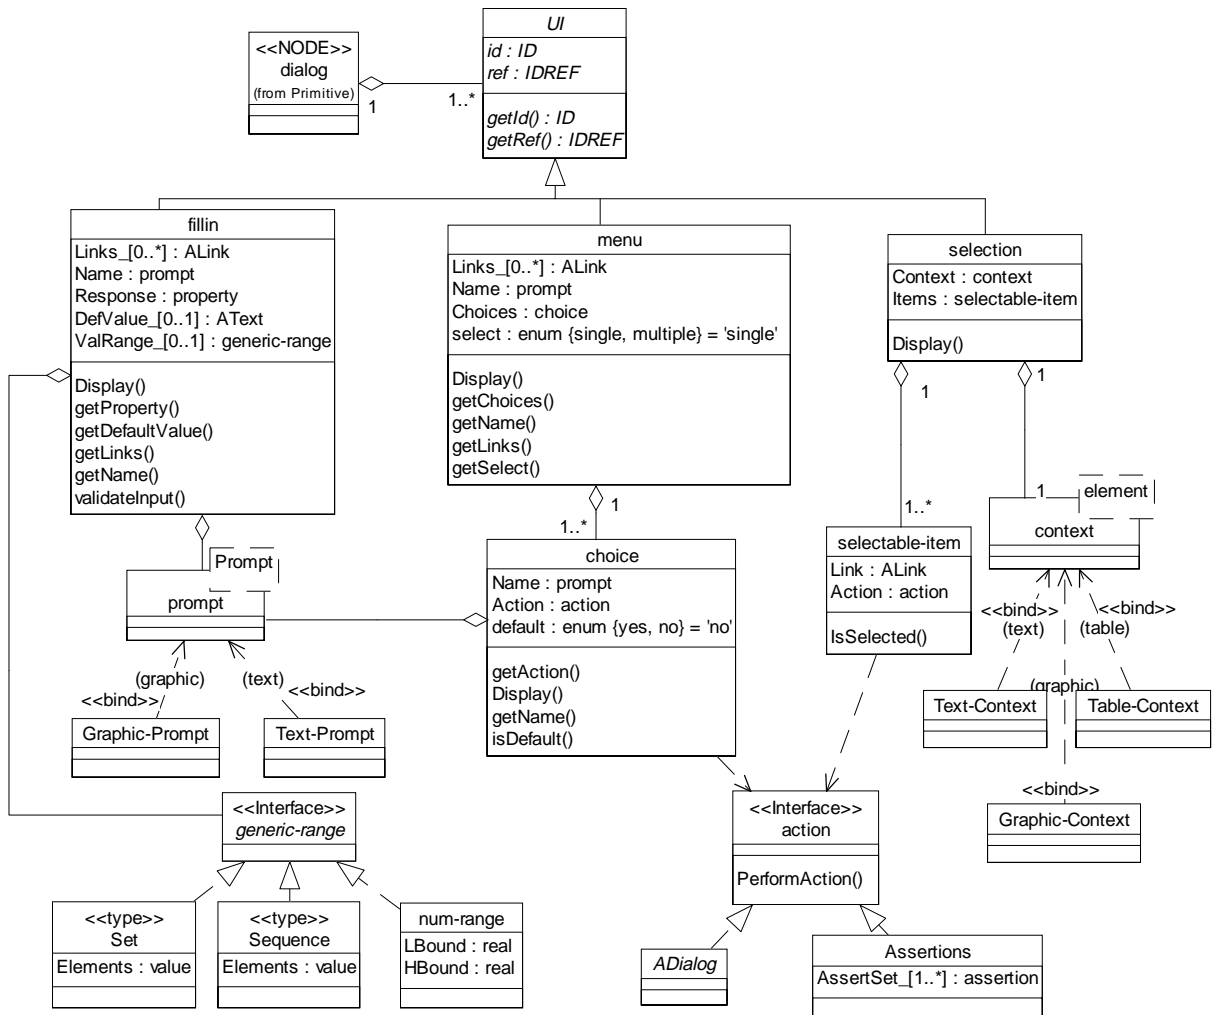 UI
id : ID
ref : IDREF
getId() : ID
getRef() : IDREF
<<NODE>>
dialog
(from Primitive)
1
1..*
fillin
Links_[0..*] : ALink
Name : prompt
Response : property
DefValue_[0..1] : AText
ValRange_[0..1] : generic-range
Display()
getProperty()
getDefaultValue()
getLinks()
getName()
validateInput()
menu
Links_[0..*] : ALink
Name : prompt
Choices : choice
select : enum {single, multiple} = 'single'
Display()
getChoices()
getName()
getLinks()
getSelect()
selection
Context : context
Items : selectable-item
Display()
1
1
1
1..*
1..*
1
element
context
Prompt
prompt
choice
Name : prompt
Action : action
default : enum {yes, no} = 'no'
getAction()
Display()
getName()
isDefault()
selectable-item
Link : ALink
Action : action
IsSelected()
<<bind>>
(text)
<<bind>>
(table)
(graphic)
<<bind>>
(text)
<<bind>>
(graphic)
Graphic-Prompt
Text-Prompt
Text-Context
Table-Context
<<bind>>
Graphic-Context
<<Interface>>
generic-range
<<Interface>>
action
PerformAction()
<<type>>
Set
Elements : value
<<type>>
Sequence
Elements : value
num-range
LBound : real
HBound : real
ADialog
Assertions
AssertSet_[1..*] : assertion